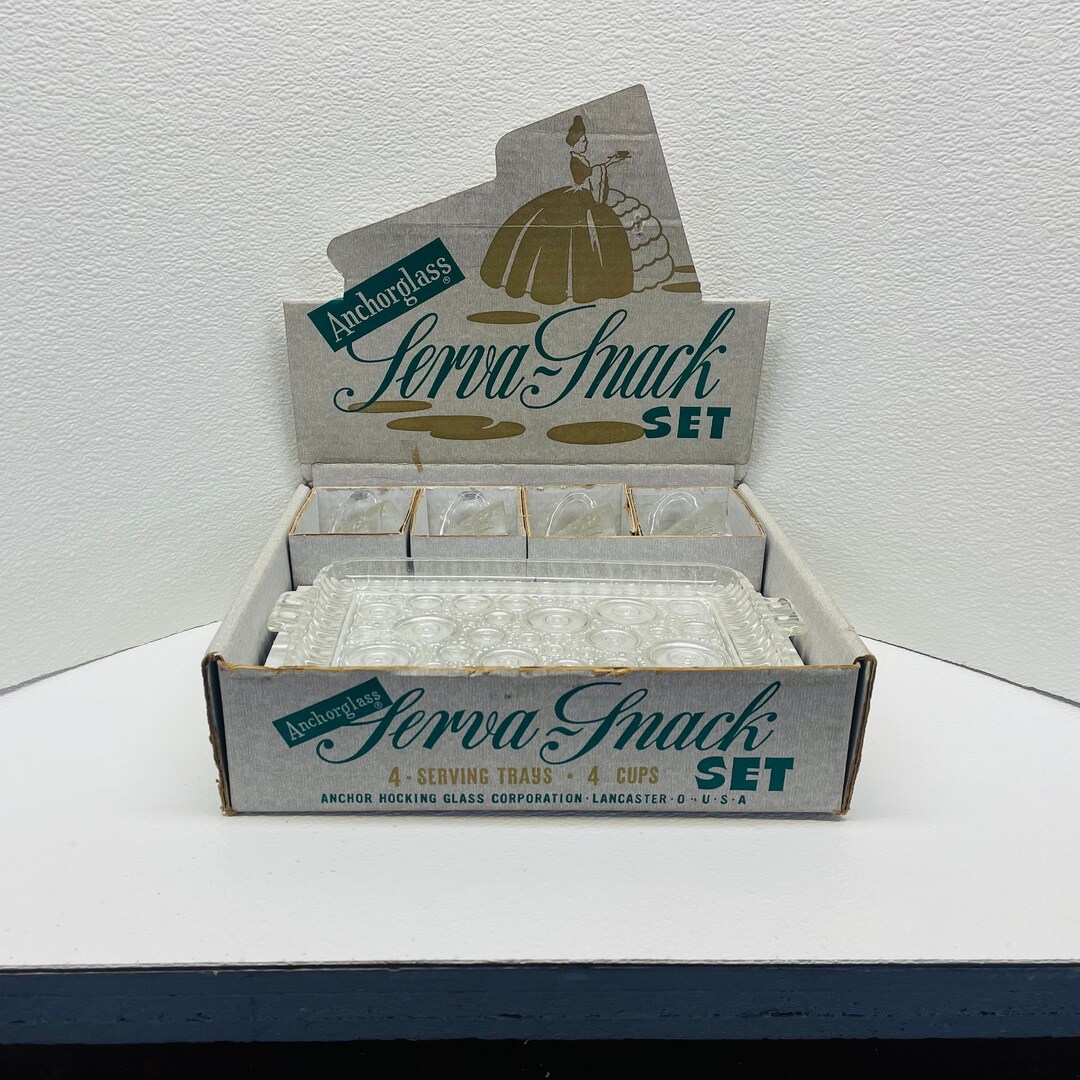 Anchorglass®
Serva-Snack
SET
Anchorglass®
Serva-Snack
SET
4-SERVING TRAYS • 4 CUPS
ANCHOR HOCKING GLASS CORPORATION·LANCASTER·O··U·S·A